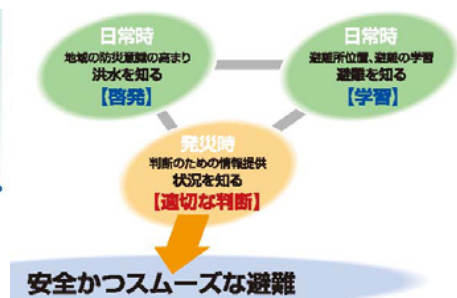 日常時
地域の防災意識の高まり
洪水を知る
【啓発】
日常時
避難所位置、避難の学習
避難を知る
【学習】
発災時
判断のための情報提供
状況を知る
【適切な判断】
安全かつスムーズな避難